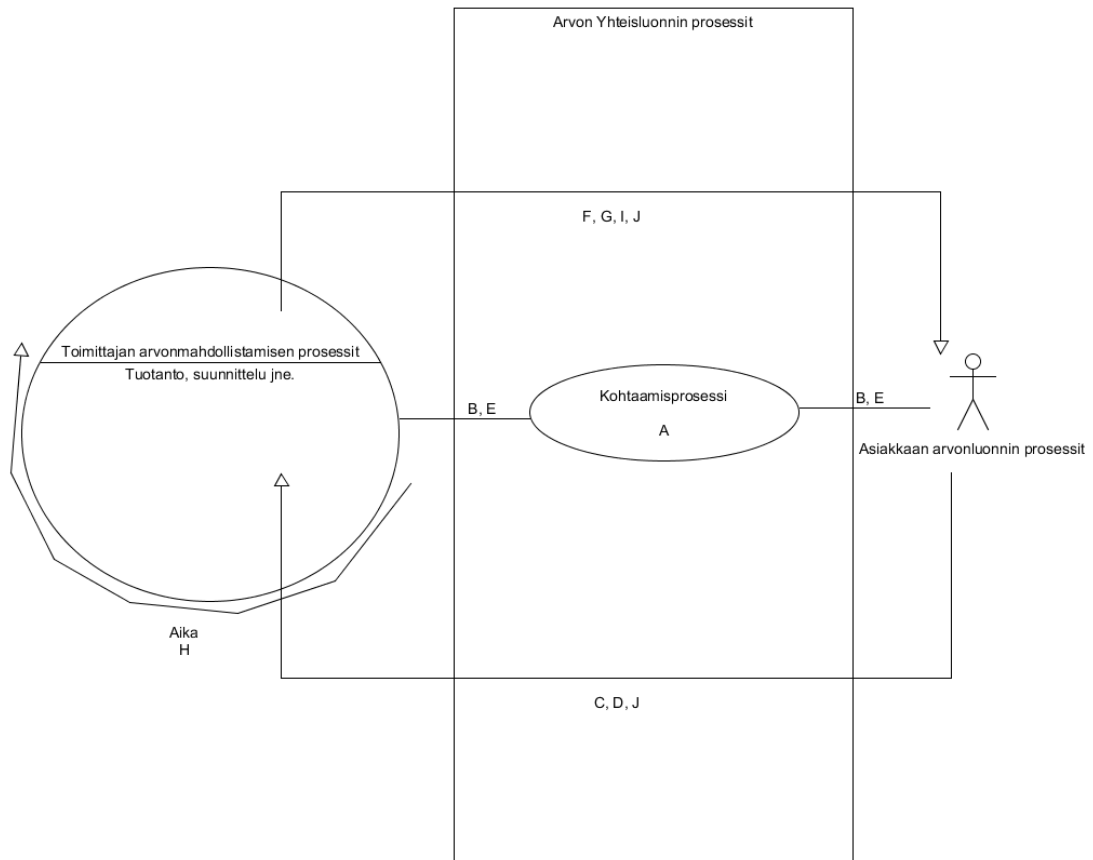 Arvon Yhteisluonnin prosessit
F, G, I, J
Toimittajan arvonmahdollistamisen prosessit
Tuotanto, suunnittelu jne.
B, E
Kohtaamisprosessi
A
B, E
Asiakkaan arvonluonnin prosessit
Aika
H
C, D, J